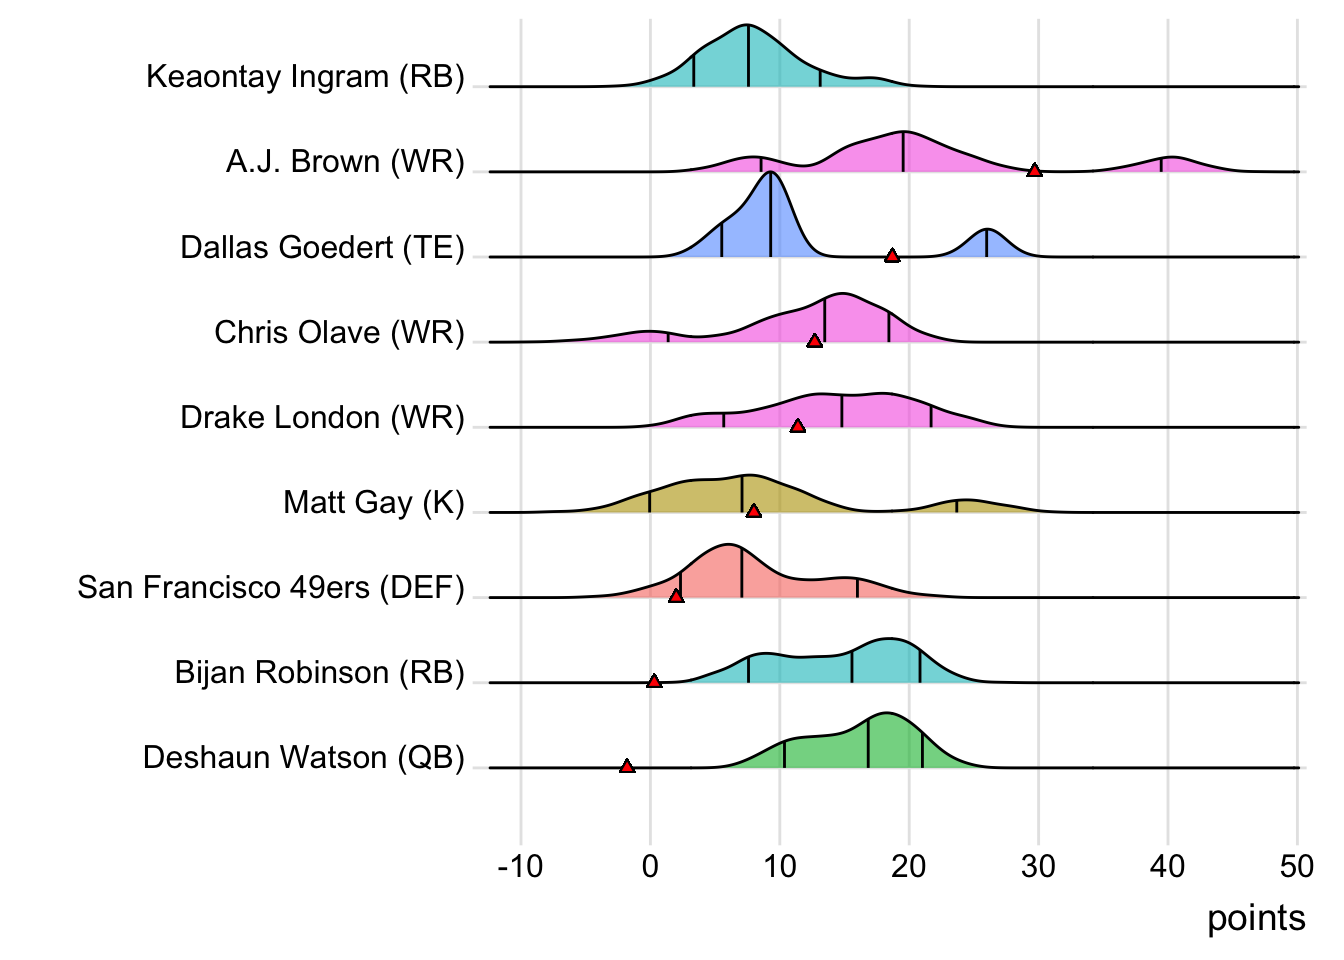 Keaontay Ingram (RB)
A.J. Brown (WR)
Dallas Goedert (TE)
Chris Olave (WR)
Drake London (WR)
Matt Gay (K)
San Francisco 49ers (DEF)
Bijan Robinson (RB)
Deshaun Watson (QB)
-10 0 10 20 30 40 50
points